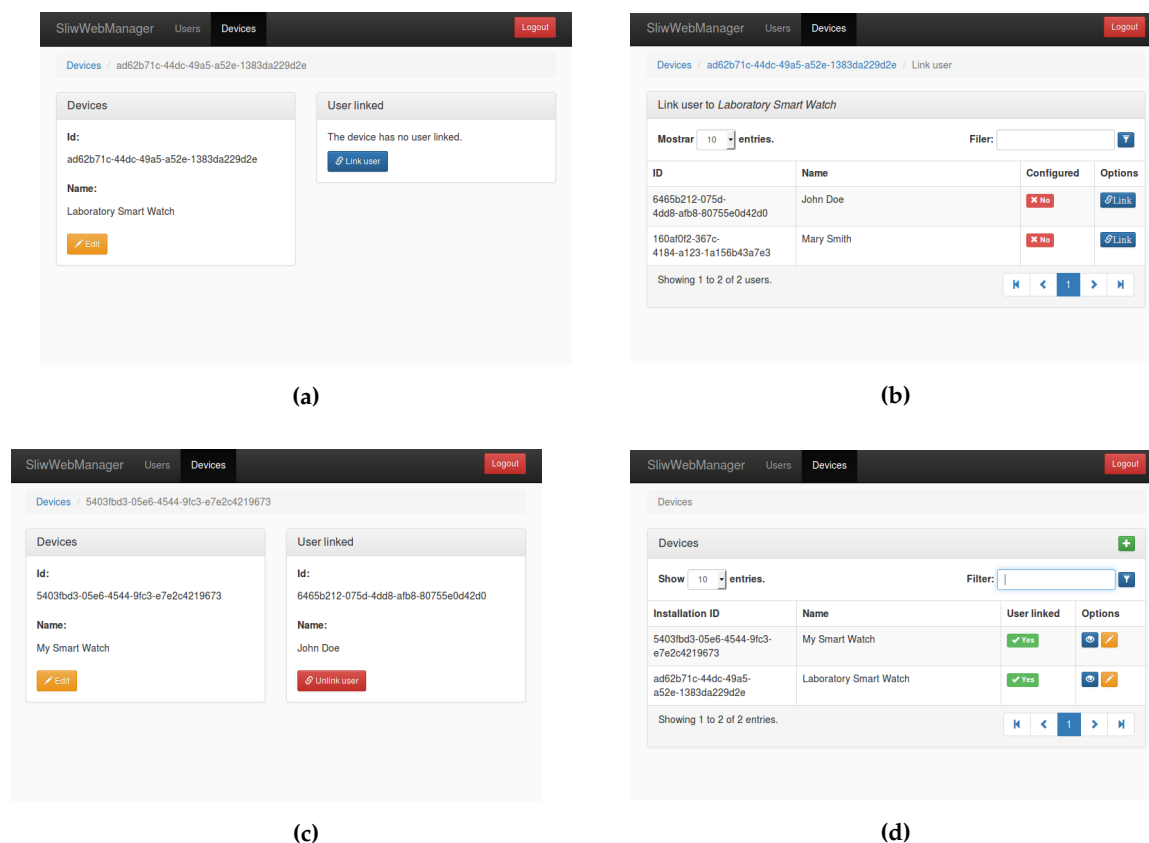 SliwWebManager Users Devices Logout
Devices / ad62b71c-44dc-49a5-a52e-1383da229d2e
Devices
Id:
ad62b71c-44dc-49a5-a52e-1383da229d2e
Name:
Laboratory Smart Watch
Edit
User linked
The device has no user linked.
Link user
(a)
SliwWebManager Users Devices Logout
Devices / ad62b71c-44dc-49a5-a52e-1383da229d2e / Link user
Link user to Laboratory Smart Watch
Mostrar 10 entries. Filer:
ID Name Configured Options
6465b212-075d- John Doe No Link
4dd8-afb8-80755e0d42d0
160af0f2-367c- Mary Smith No Link
4184-a123-1a156b43a7e3
Showing 1 to 2 of 2 users. 1
(b)
SliwWebManager Users Devices Logout
Devices / 5403fbd3-05e6-4544-9fc3-e7e2c4219673
Devices
Id:
5403fbd3-05e6-4544-9fc3-e7e2c4219673
Name:
My Smart Watch
Edit
User linked
Id:
6465b212-075d-4dd8-afb8-80755e0d42d0
Name:
John Doe
Unlink user
(c)
SliwWebManager Users Devices Logout
Devices
Devices
Show 10 entries. Filter:
Installation ID Name User linked Options
5403fbd3-05e6-4544-9fc3- My Smart Watch Yes
e7e2c4219673
ad62b71c-44dc-49a5- Laboratory Smart Watch Yes
a52e-1383da229d2e
Showing 1 to 2 of 2 entries. 1
(d)